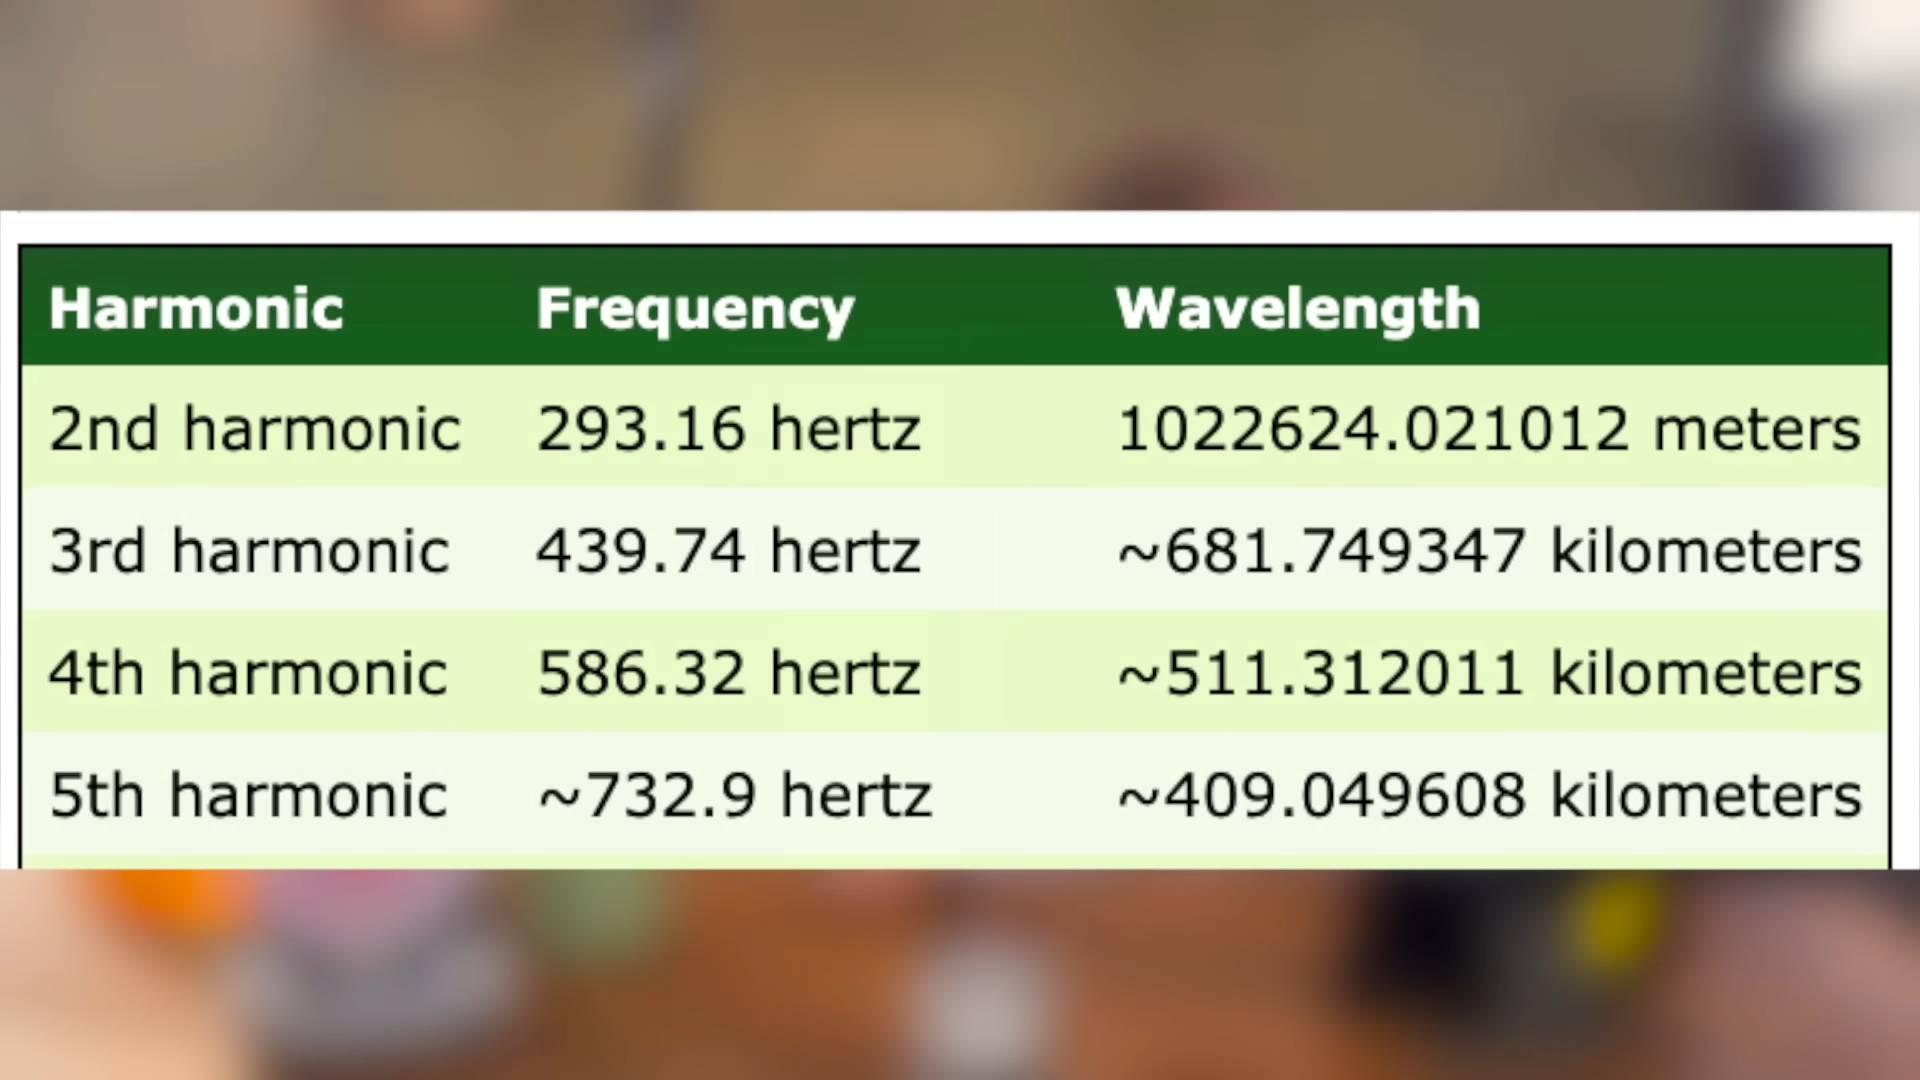 Harmonic Frequency Wavelength
2nd harmonic 293.16 hertz 1022624.021012 meters
3rd harmonic 439.74 hertz ~681.749347 kilometers
4th harmonic 586.32 hertz ~511.312011 kilometers
5th harmonic ~732.9 hertz ~409.049608 kilometers